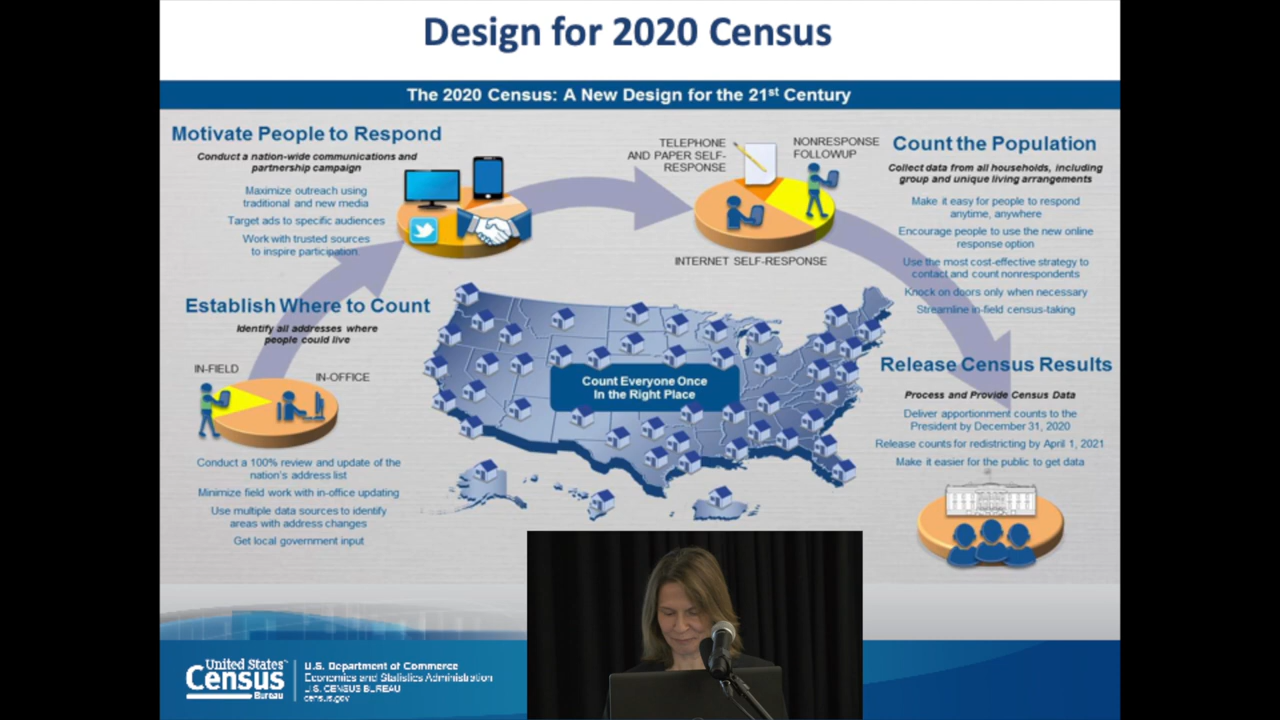 Design for 2020 Census
The 2020 Census: A New Design for the 21st Century
Motivate People to Respond
Conduct a nation-wide communications and
partnership campaign
Maximize outreach using
traditional and new media
Target ads to specific audiences
Work with trusted sources
to inspire participation
TELEPHONE
AND PAPER SELF-
RESPONSE
NONRESPONSE
FOLLOWUP
INTERNET SELF-RESPONSE
Count the Population
Collect data from all households, including
group and unique living arrangements
Make it easy for people to respond
anytime, anywhere
Encourage people to use the new online
response option
Use the most cost-effective strategy to
contact and count nonrespondents
Knock on doors only when necessary
Streamline in-field census-taking
Establish Where to Count
Identify all addresses where
people could live
IN-FIELD
IN-OFFICE
Conduct a 100% review and update of the
nation's address list
Minimize field work with in-office updating
Use multiple data sources to identify
areas with address changes
Get local government input
Count Everyone Once
In the Right Place
Release Census Results
Process and Provide Census Data
Deliver apportionment counts to the
President by December 31, 2020
Release counts for redistricting by April 1, 2021
Make it easier for the public to get data
United States
Census
Bureau
U.S. Department of Commerce
Economics and Statistics Administration
U.S. CENSUS BUREAU
census.gov